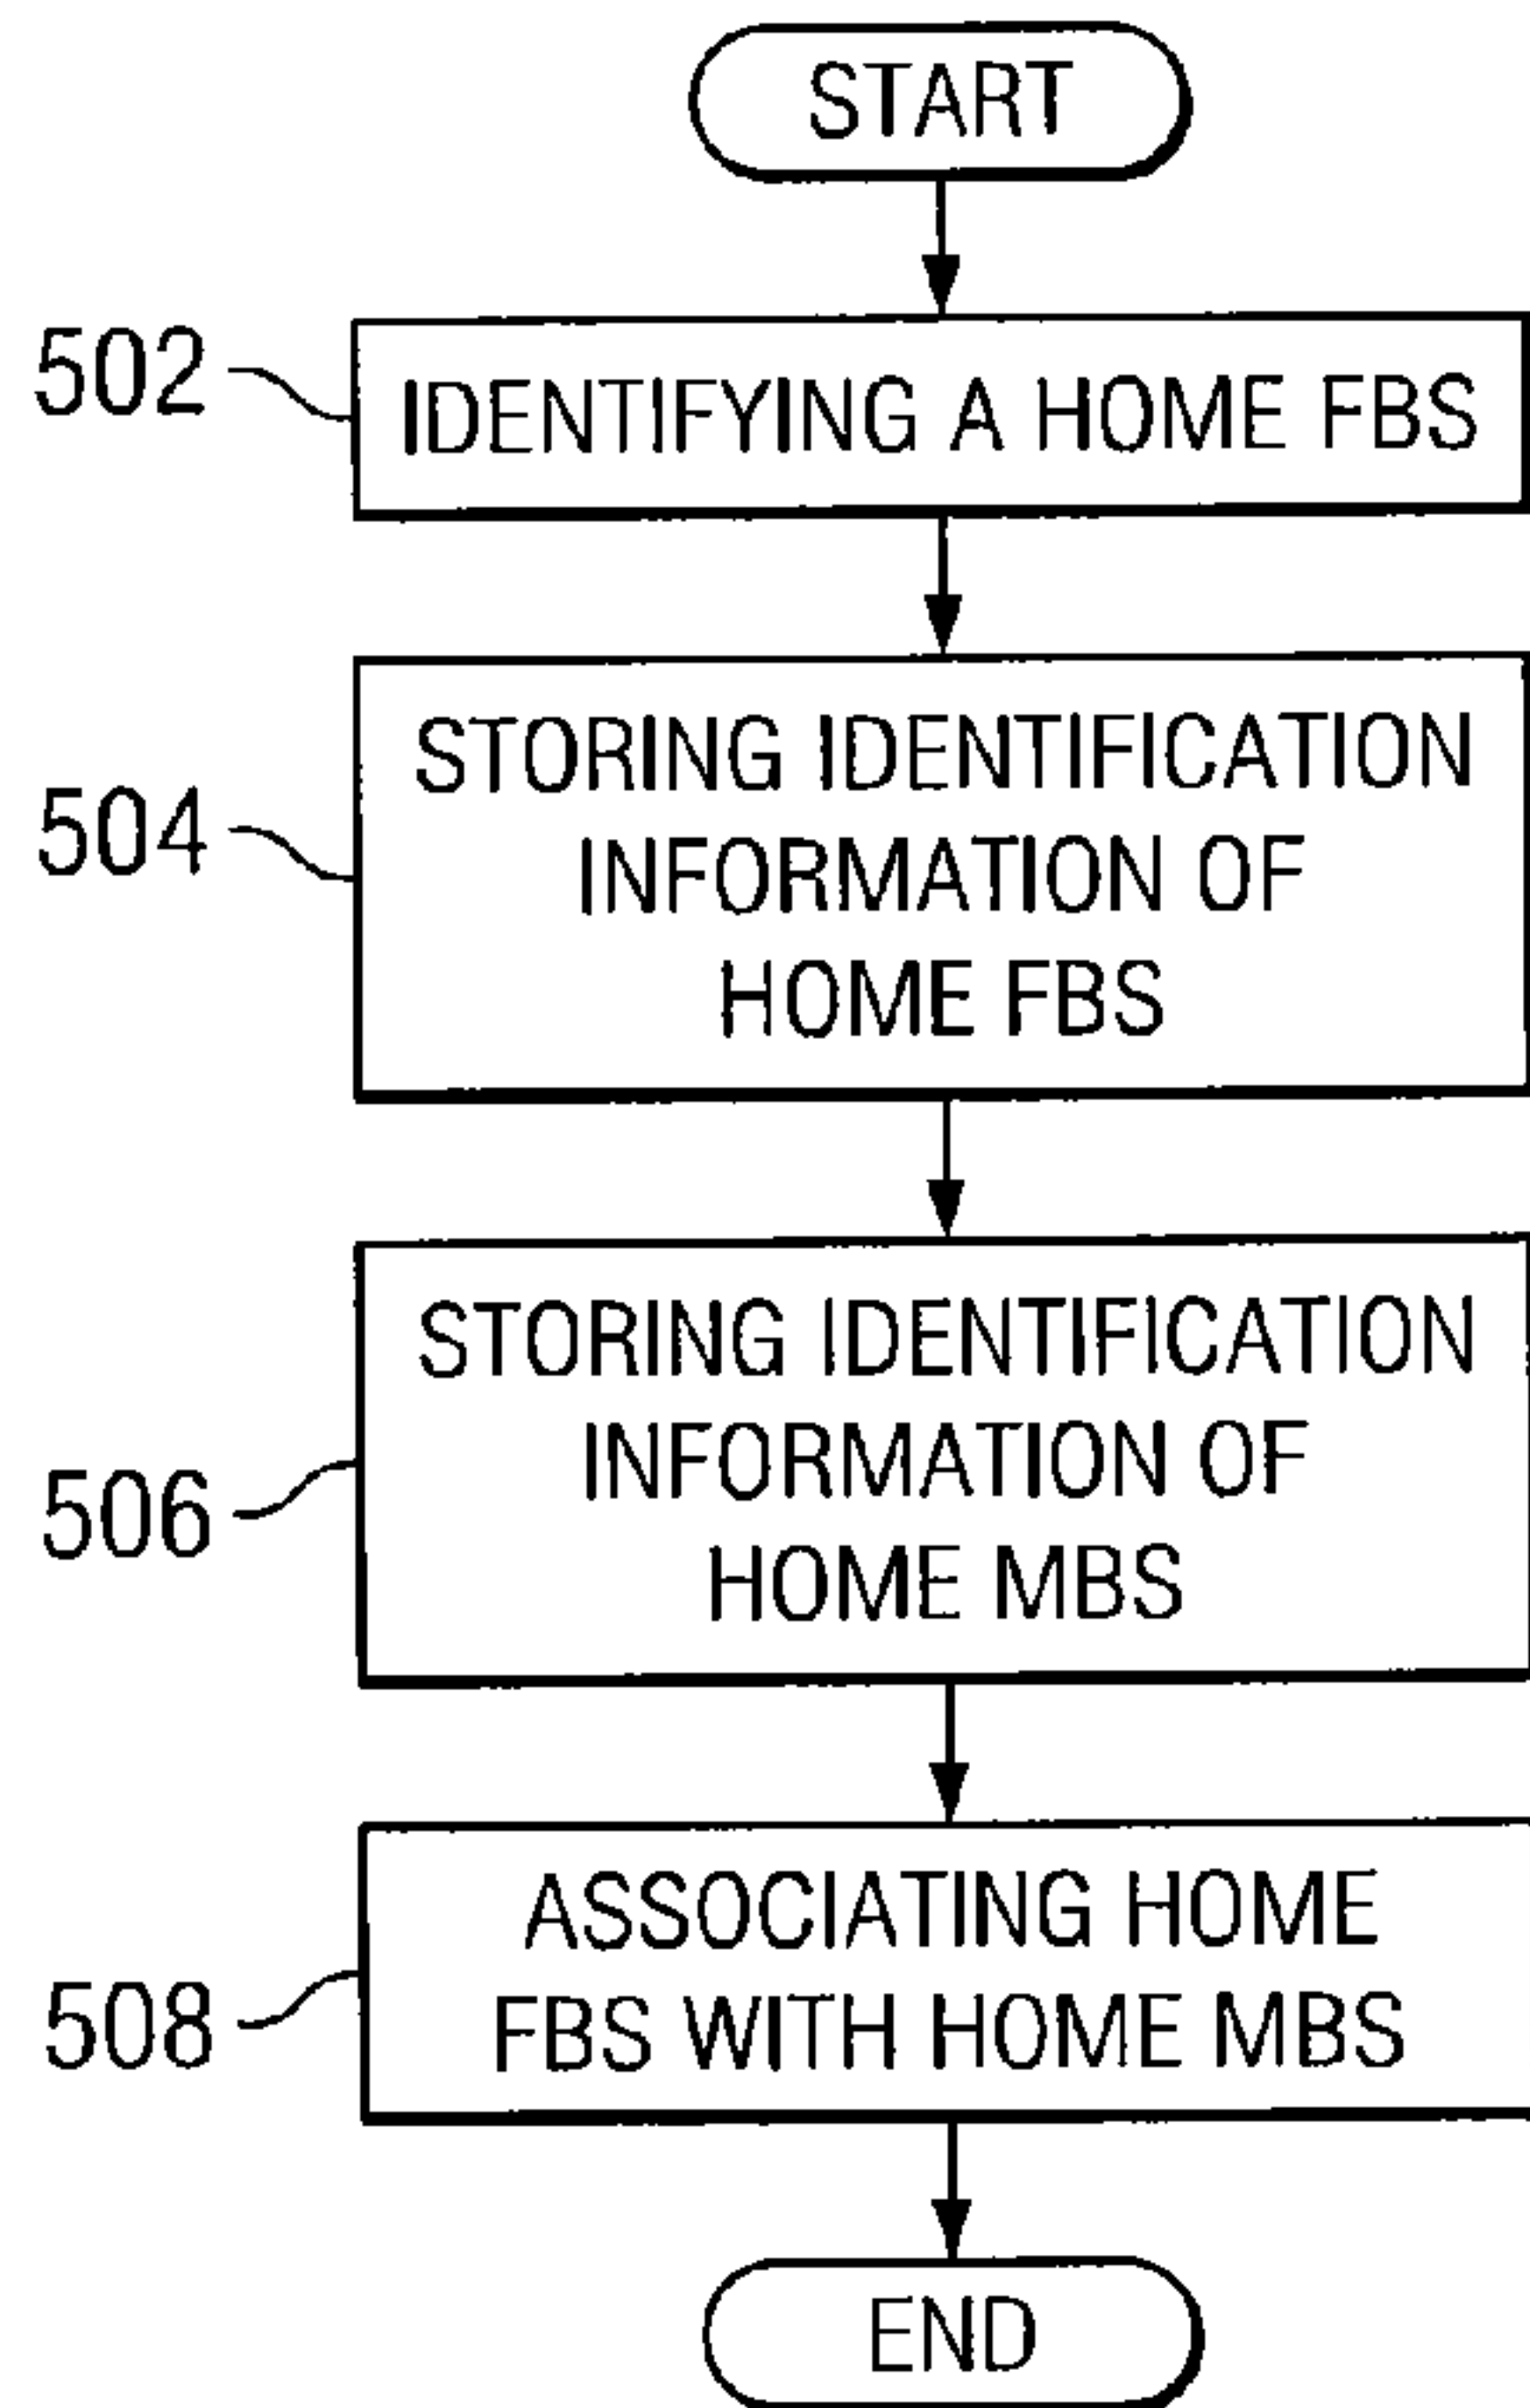 START
502
IDENTIFYING A HOME FBS
504
STORING IDENTIFICATION
INFORMATION OF
HOME FBS
506
STORING IDENTIFICATION
INFORMATION OF
HOME MBS
508
ASSOCIATING HOME
FBS WITH HOME MBS
END